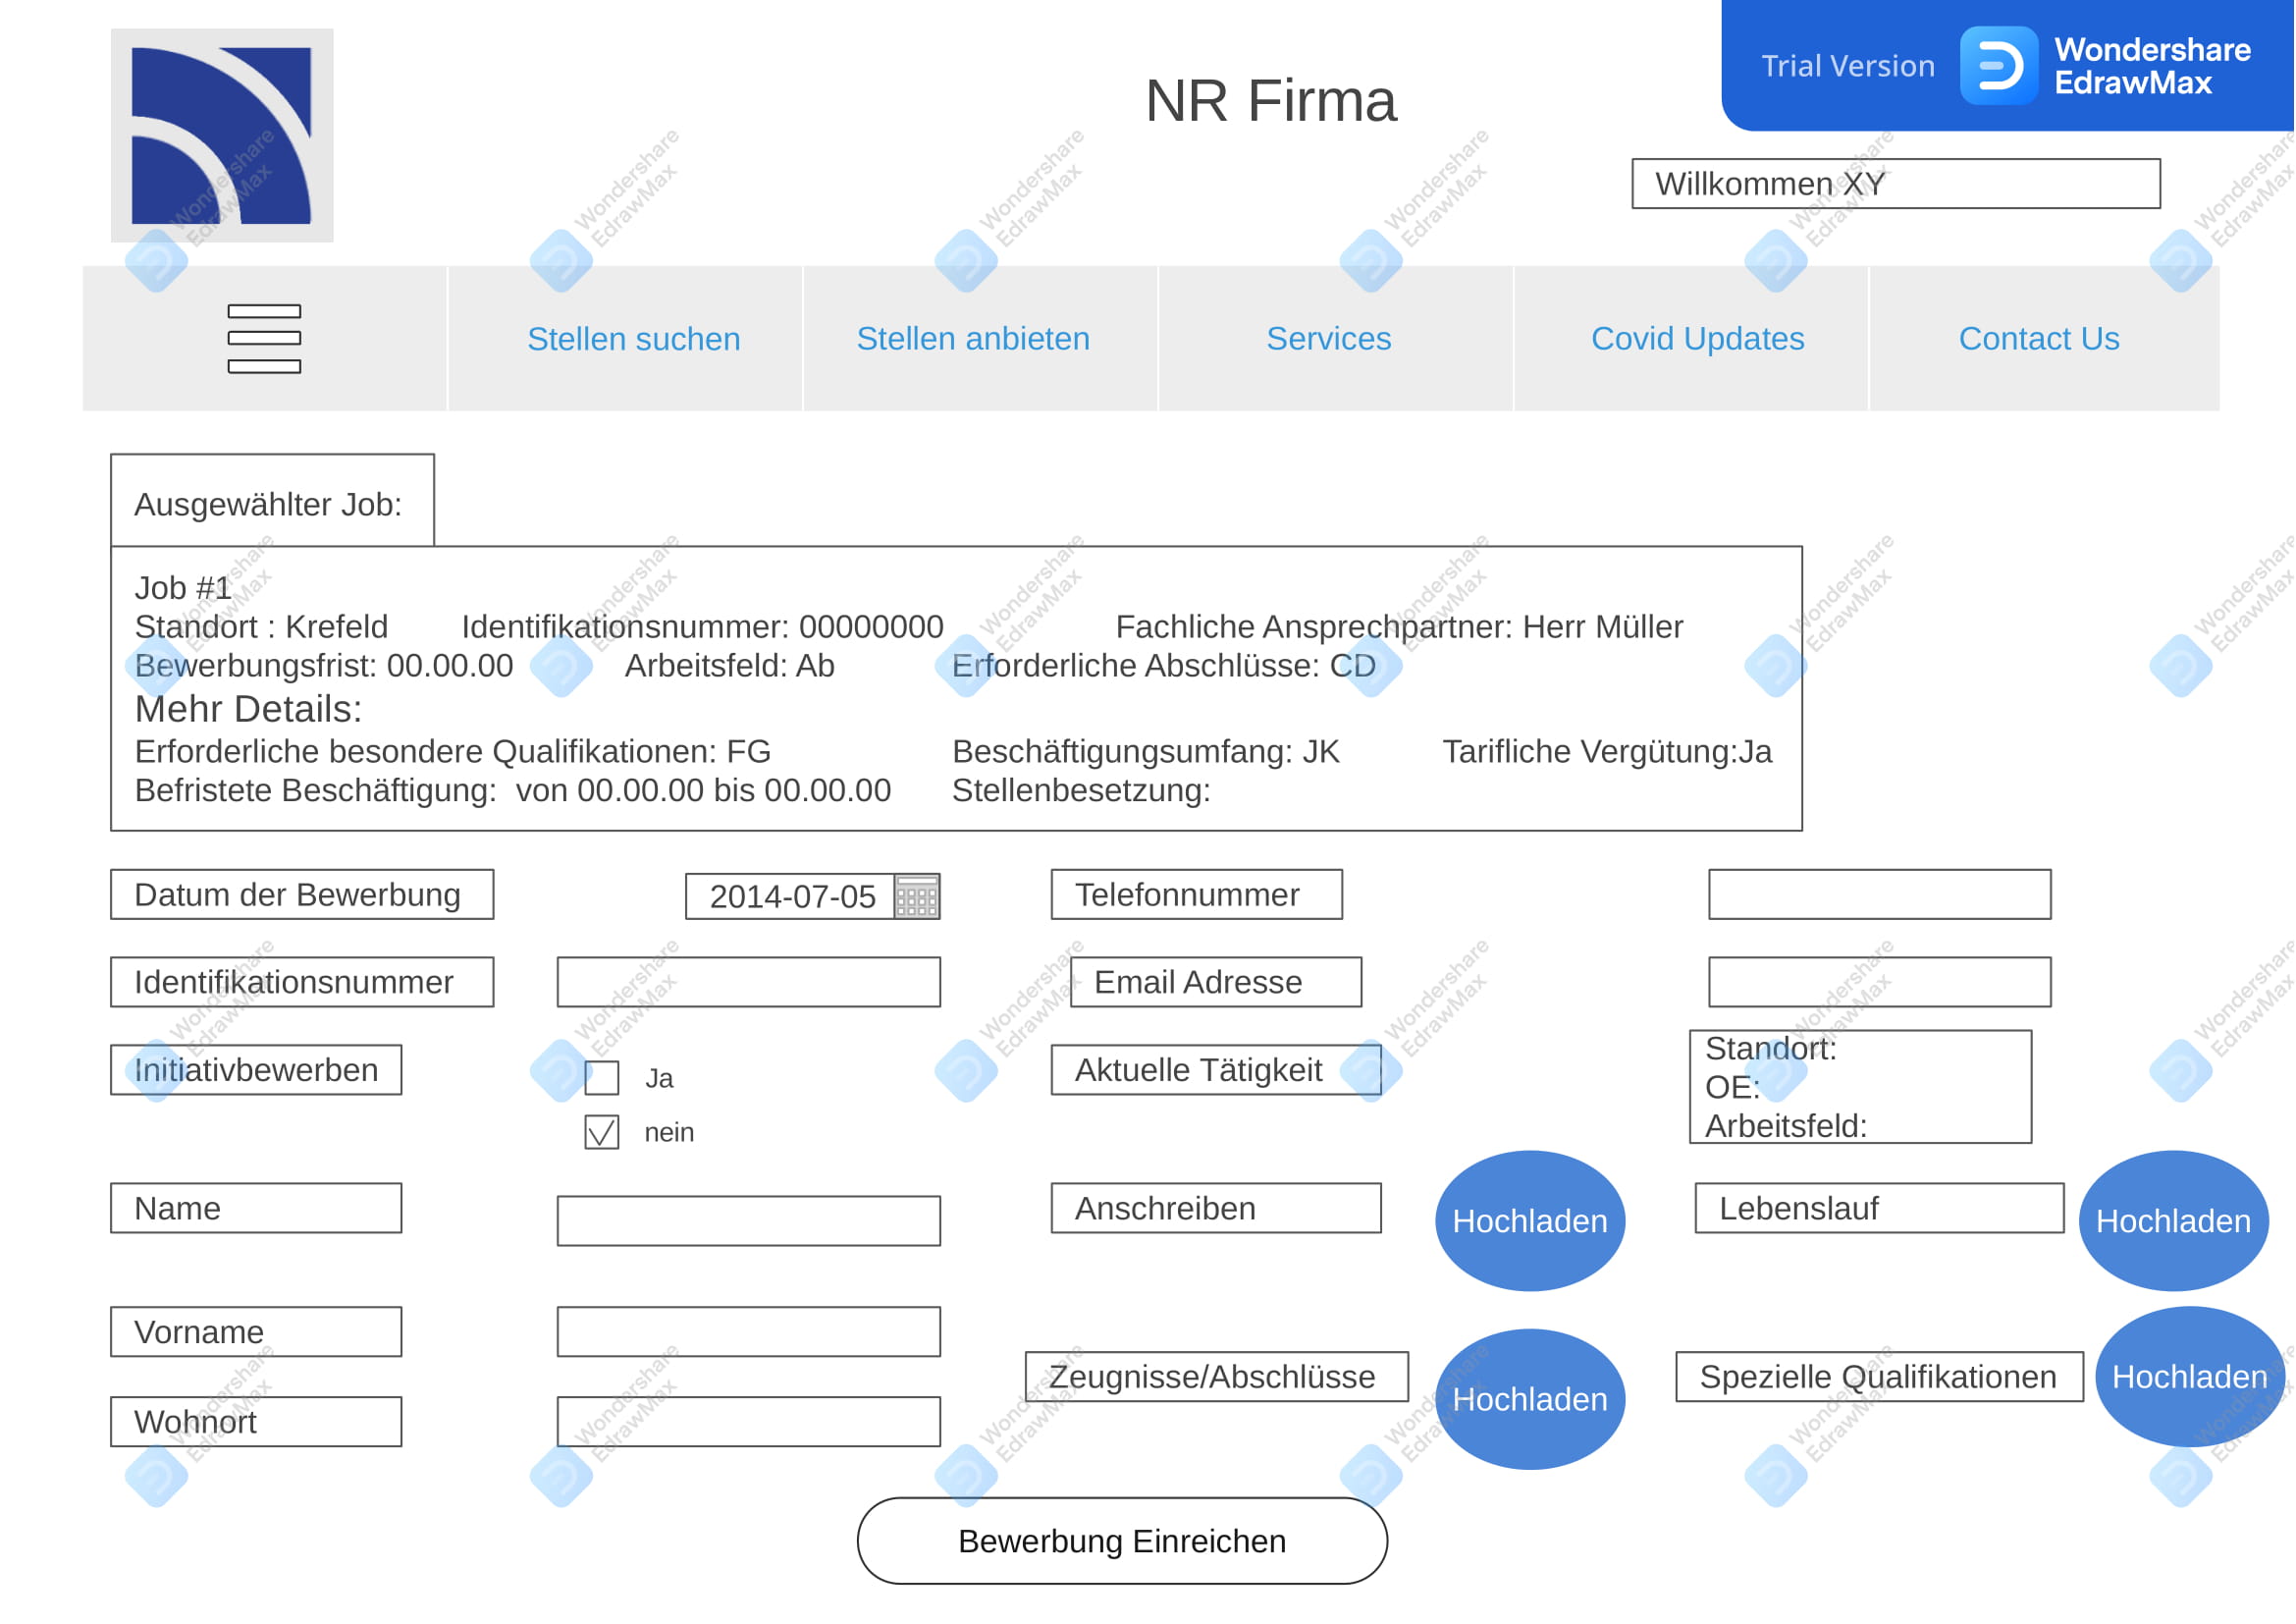 NR Firma
Trial Version
Wondershare
EdrawMax
Willkommen XY
Stellen suchen
Stellen anbieten
Services
Covid Updates
Contact Us
Ausgewählter Job:
Job #1
Standort : Krefeld Identifikationsnummer: 00000000 Fachliche Ansprechpartner: Herr Müller
Bewerbungsfrist: 00.00.00 Arbeitsfeld: Ab Erforderliche Abschlüsse: CD
Mehr Details:
Erforderliche besondere Qualifikationen: FG Beschäftigungsumfang: JK Tarifliche Vergütung:Ja
Befristete Beschäftigung: von 00.00.00 bis 00.00.00 Stellenbesetzung:
Datum der Bewerbung
2014-07-05
Telefonnummer
Identifikationsnummer
Email Adresse
Initiativbewerben
Ja
nein
Aktuelle Tätigkeit
Standort:
OE:
Arbeitsfeld:
Name
Anschreiben
Hochladen
Lebenslauf
Hochladen
Vorname
Zeugnisse/Abschlüsse
Hochladen
Spezielle Qualifikationen
Hochladen
Wohnort
Bewerbung Einreichen
Wondershare
EdrawMax